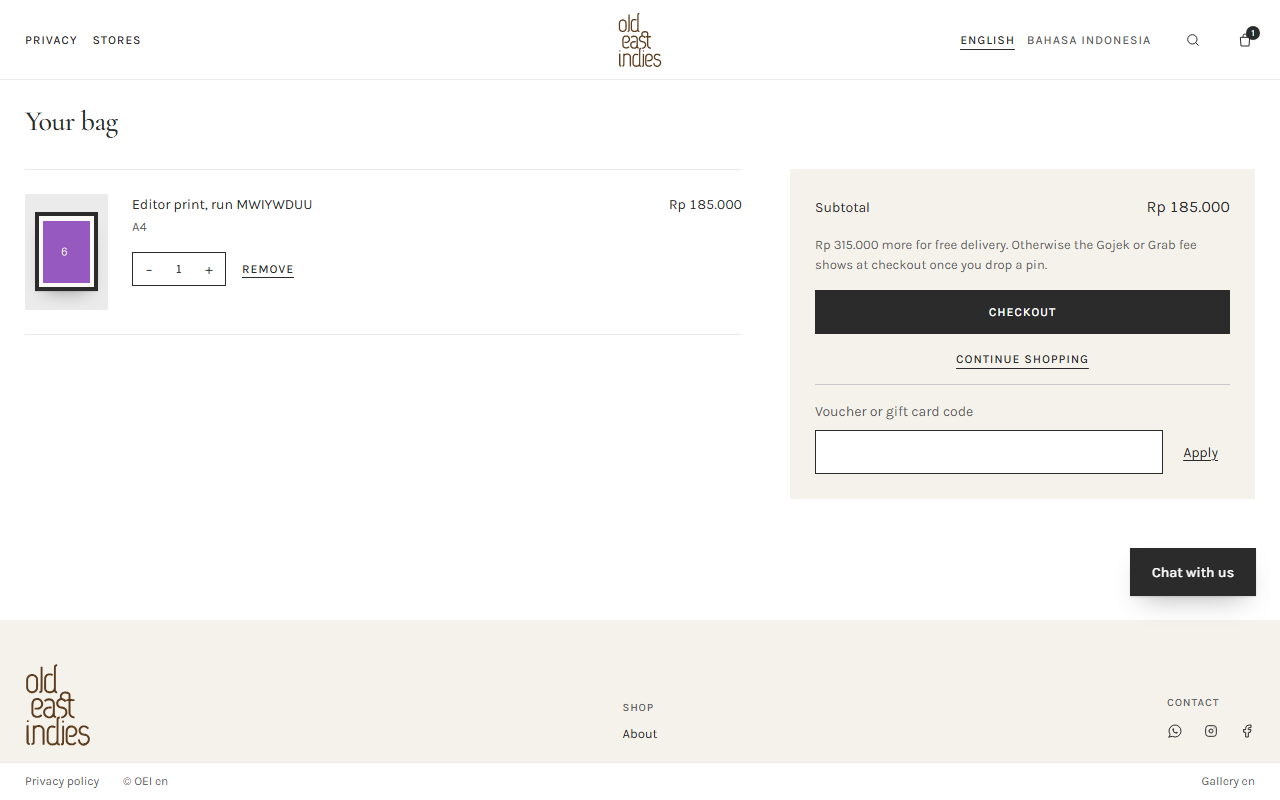 PRIVACY STORES
old
east
indies
ENGLISH BAHASA INDONESIA
1
Your bag
6
Editor print, run MWIYWDUU
Rp 185.000
A4
− 1 + REMOVE
Subtotal Rp 185.000
Rp 315.000 more for free delivery. Otherwise the Gojek or Grab fee
shows at checkout once you drop a pin.
CHECKOUT
CONTINUE SHOPPING
Voucher or gift card code
Apply
Chat with us
old
east
indies
SHOP
About
CONTACT
Privacy policy © OEI en
Gallery en